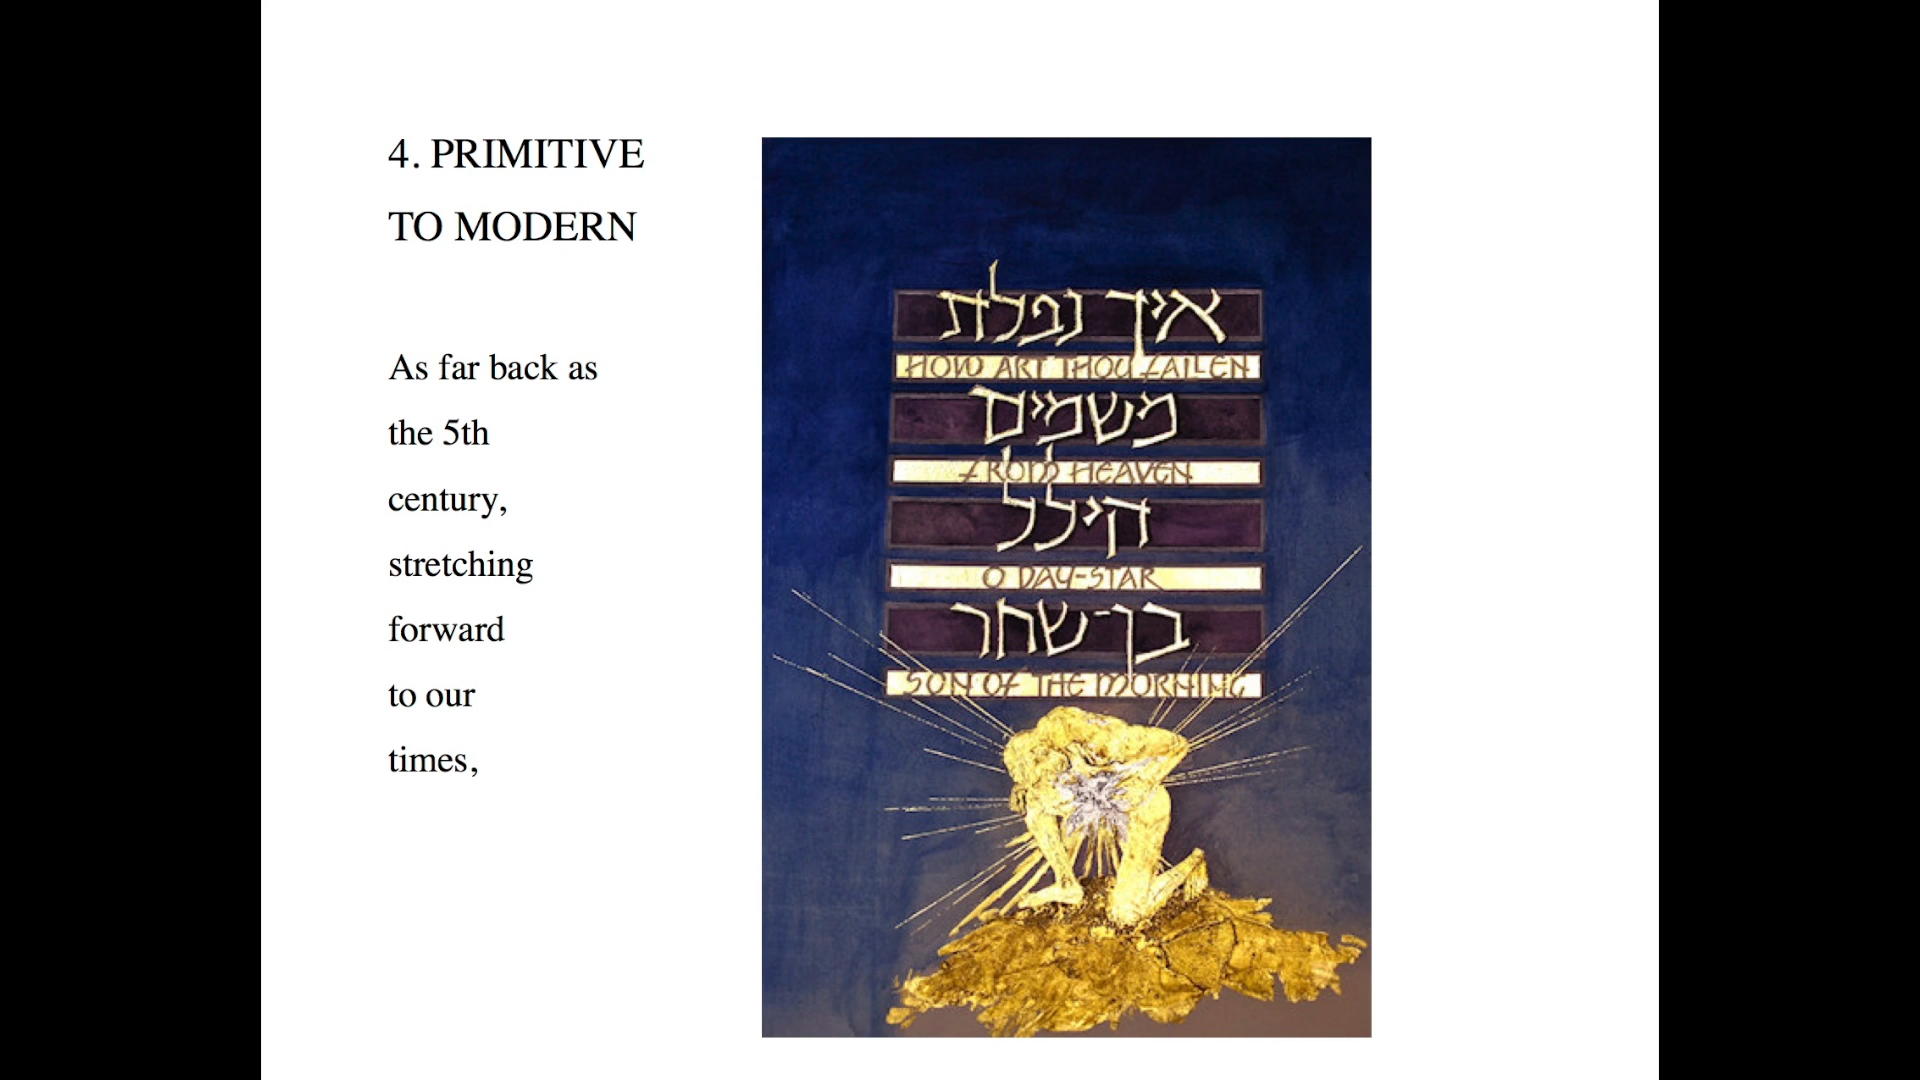 4. PRIMITIVE
TO MODERN
As far back as
the 5th
century,
stretching
forward
to our
times,
איך נפלת
HOW ART THOU FALLEN
משמים
FROM HEAVEN
הילל
O DAY-STAR
בן־שחר
SON OF THE MORNING